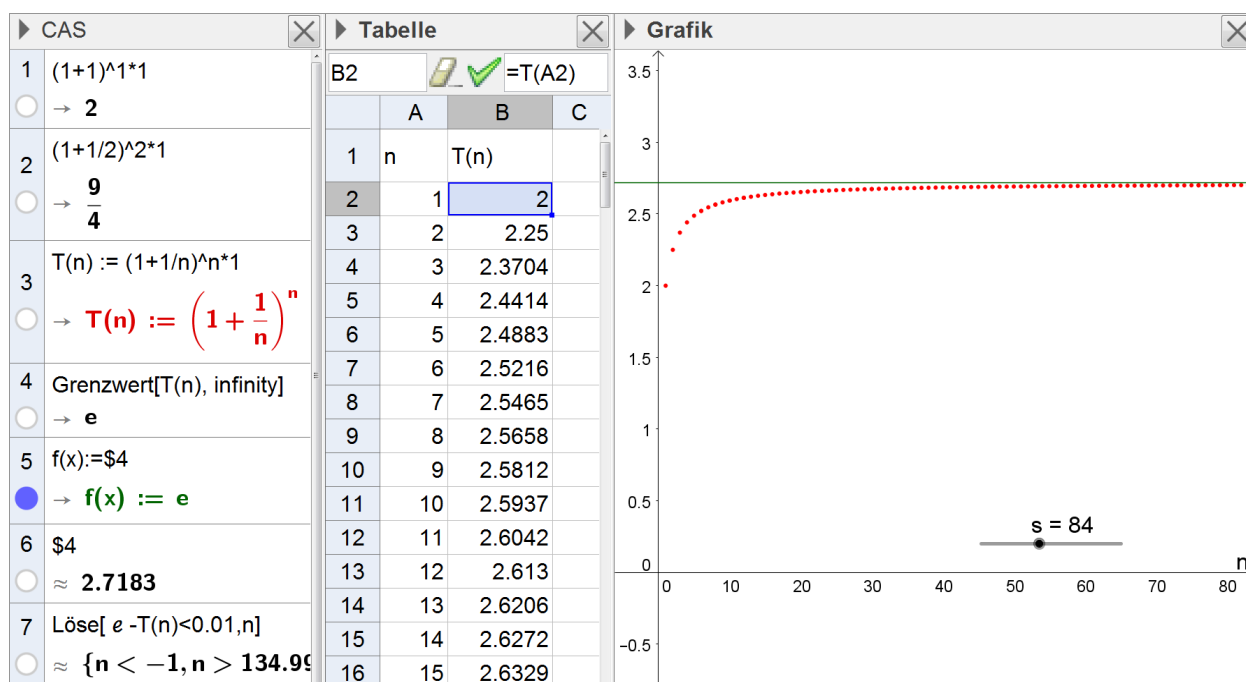 CAS
1
(1+1)^1*1
→ 2
2
(1+1/2)^2*1
→ 9/4
3
T(n) := (1+1/n)^n*1
→ T(n) := (1 + 1/n)^n
4
Grenzwert[T(n), infinity]
→ e
5
f(x):=$4
→ f(x) := e
6
$4
≈ 2.7183
7
Löse[ e -T(n)<0.01,n]
≈ {n < −1, n > 134.99
Tabelle
B2 =T(A2)
A B C
1 n T(n)
2 1 2
3 2 2.25
4 3 2.3704
5 4 2.4414
6 5 2.4883
7 6 2.5216
8 7 2.5465
9 8 2.5658
10 9 2.5812
11 10 2.5937
12 11 2.6042
13 12 2.613
14 13 2.6206
15 14 2.6272
16 15 2.6329
Grafik
3.5
3
2.5
2
1.5
1
0.5
s = 84
0
n
0 10 20 30 40 50 60 70 80
−0.5